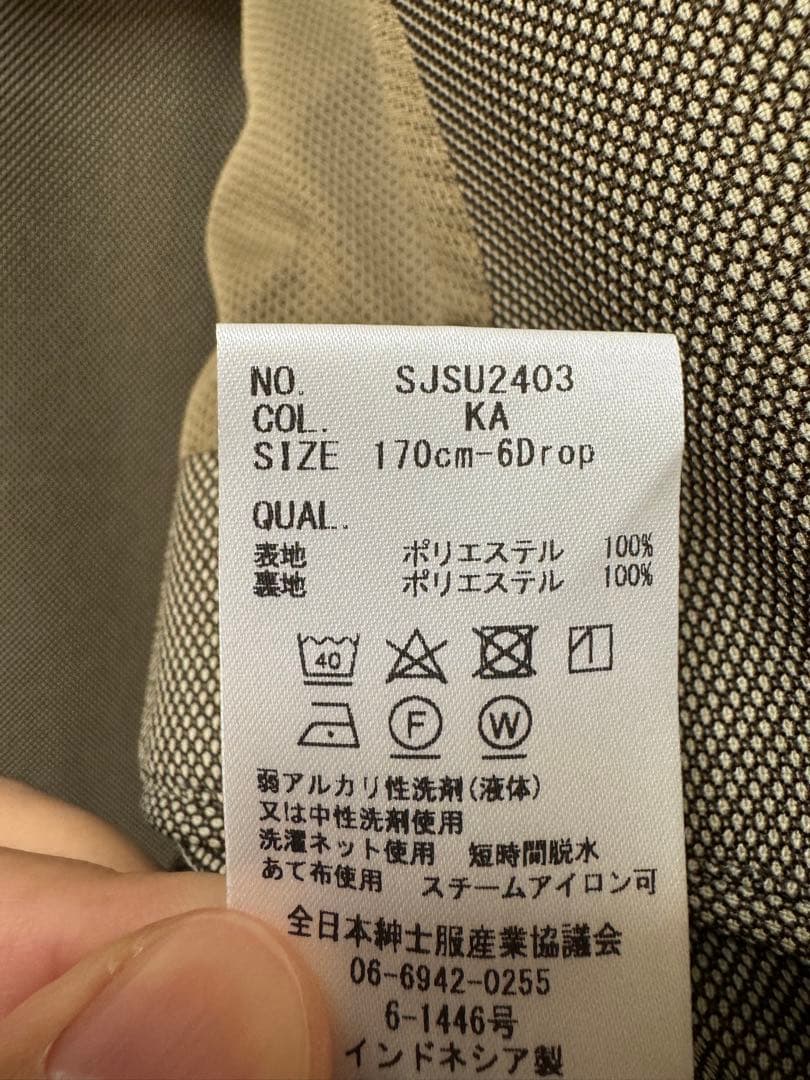 NO. SJSU2403
COL. KA
SIZE 170cm-6Drop
QUAL.
表地 ポリエステル 100%
裏地 ポリエステル 100%
40
F W
弱アルカリ性洗剤(液体)
又は中性洗剤使用
洗濯ネット使用 短時間脱水
あて布使用 スチームアイロン可
全日本紳士服産業協議会
06-6942-0255
6-1446号
インドネシア製